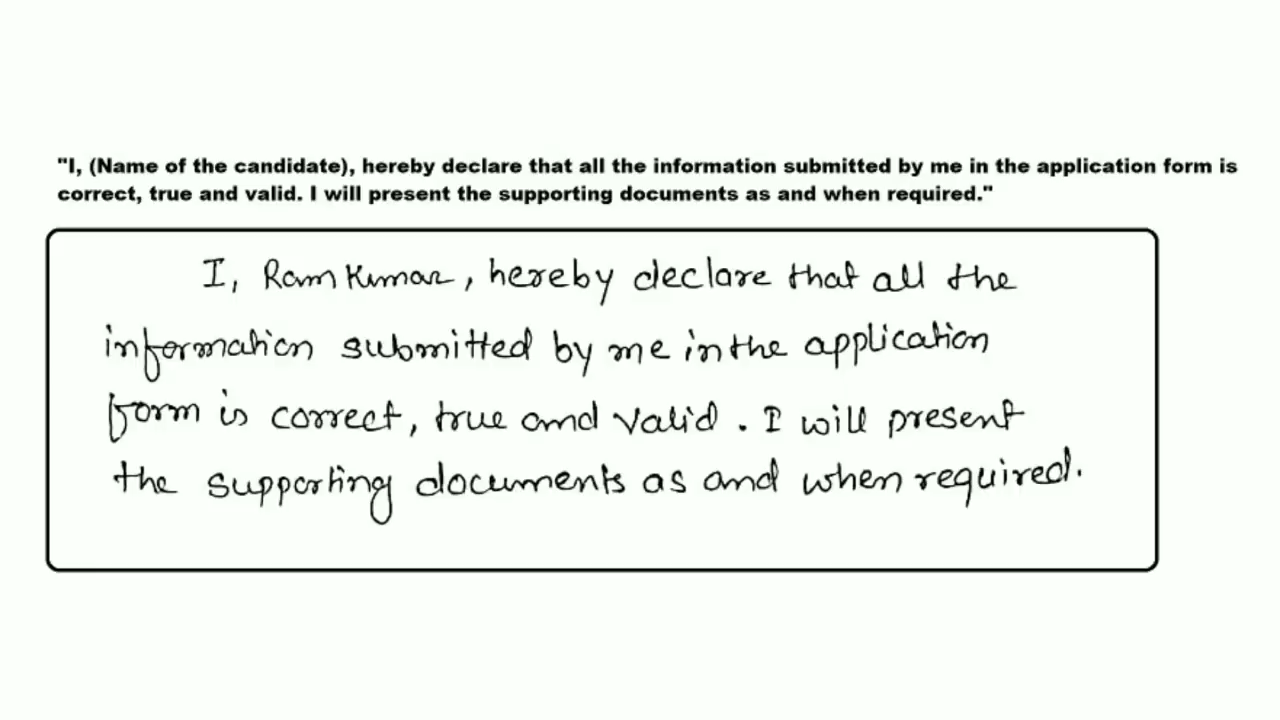 "I, (Name of the candidate), hereby declare that all the information submitted by me in the application form is
correct, true and valid. I will present the supporting documents as and when required."
I, Ram Kumar, hereby declare that all the
information submitted by me in the application
form is correct, true and valid. I will present
the supporting documents as and when required.